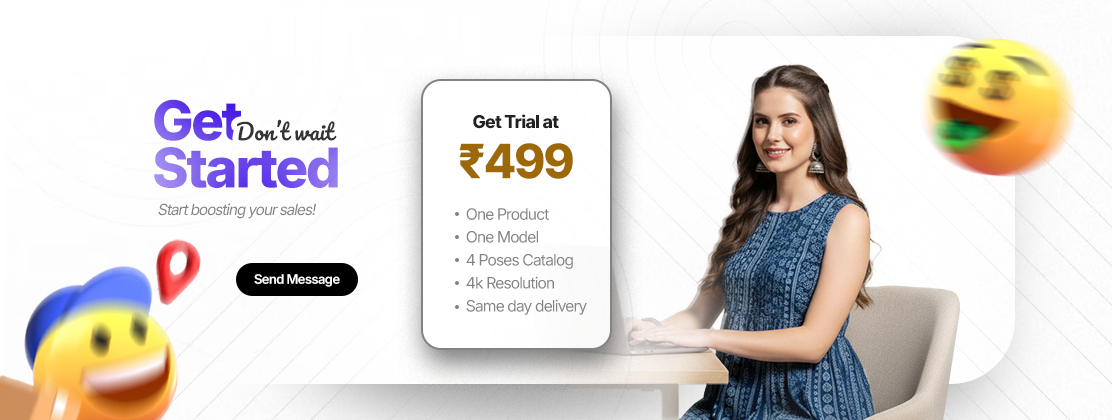 Get
Don't wait
Started
Start boosting your sales!
Send Message
Get Trial at
₹499
• One Product
• One Model
• 4 Poses Catalog
• 4k Resolution
• Same day delivery